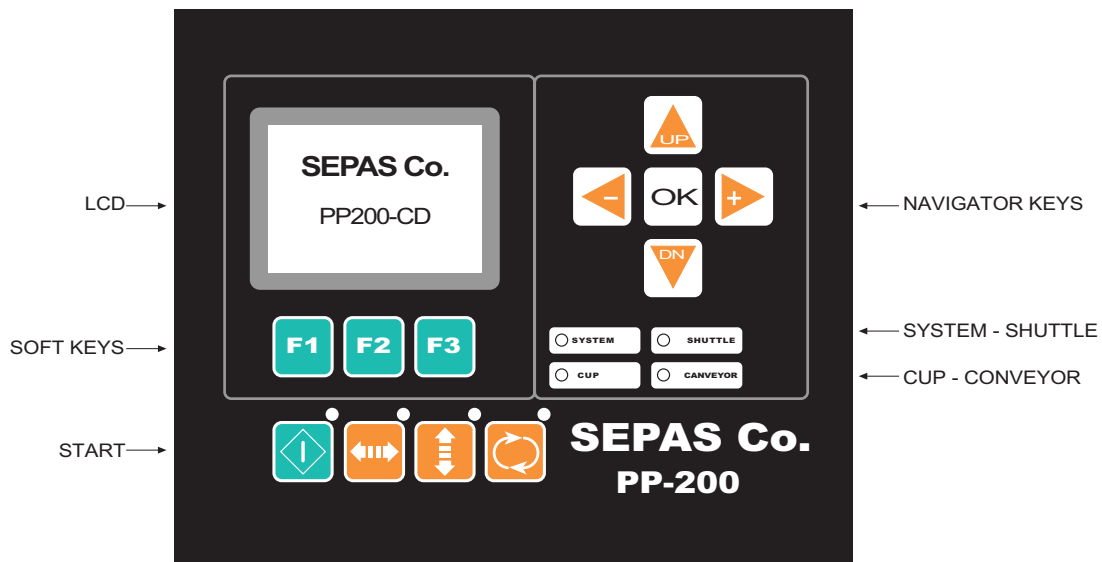 SEPAS Co.
PP200-CD
LCD
SOFT KEYS
START
F1 F2 F3
UP
- OK +
DN
SYSTEM SHUTTLE
CUP CANVEYOR
SEPAS Co.
PP-200
NAVIGATOR KEYS
SYSTEM - SHUTTLE
CUP - CONVEYOR